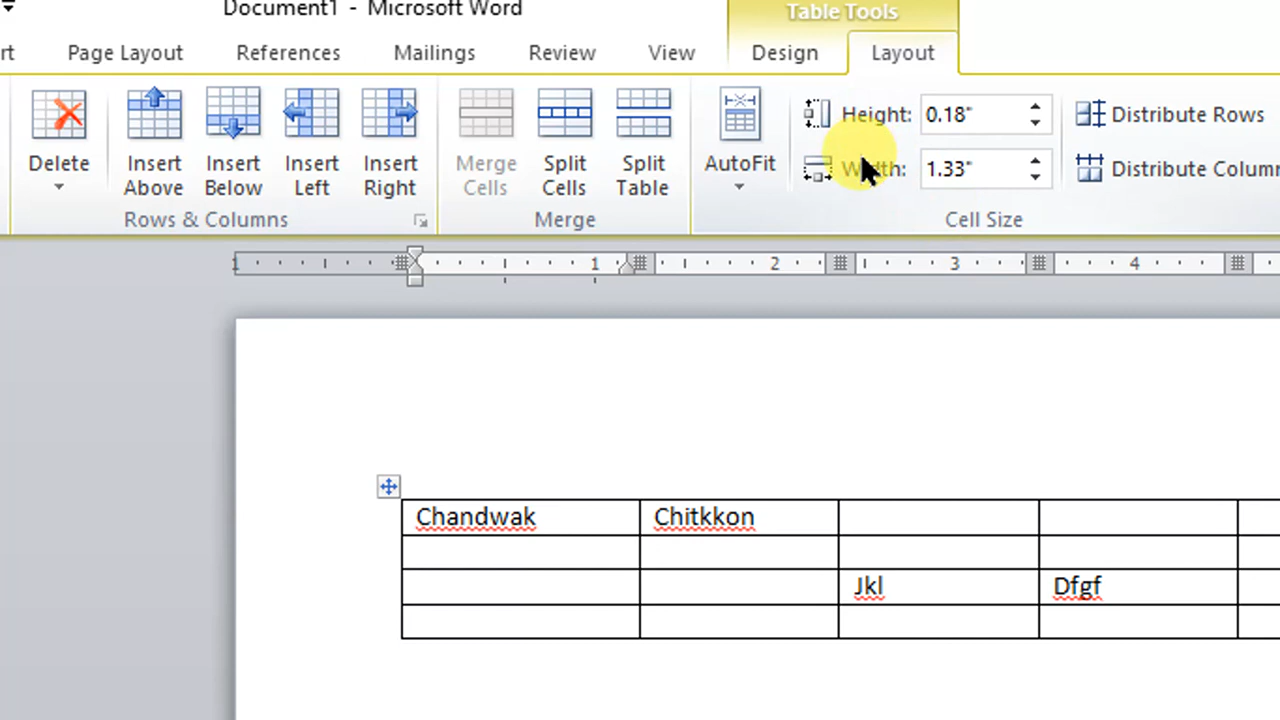 Document1 - Microsoft Word
Table Tools
rt Page Layout References Mailings Review View Design Layout
Delete
Insert Above
Insert Below
Insert Left
Insert Right
Merge Cells
Split Cells
Split Table
AutoFit
Height: 0.18"
Width: 1.33"
Distribute Rows
Distribute Colum
Rows & Columns Merge Cell Size
1 1 2 3 4
Chandwak Chitkkon
Jkl Dfgf